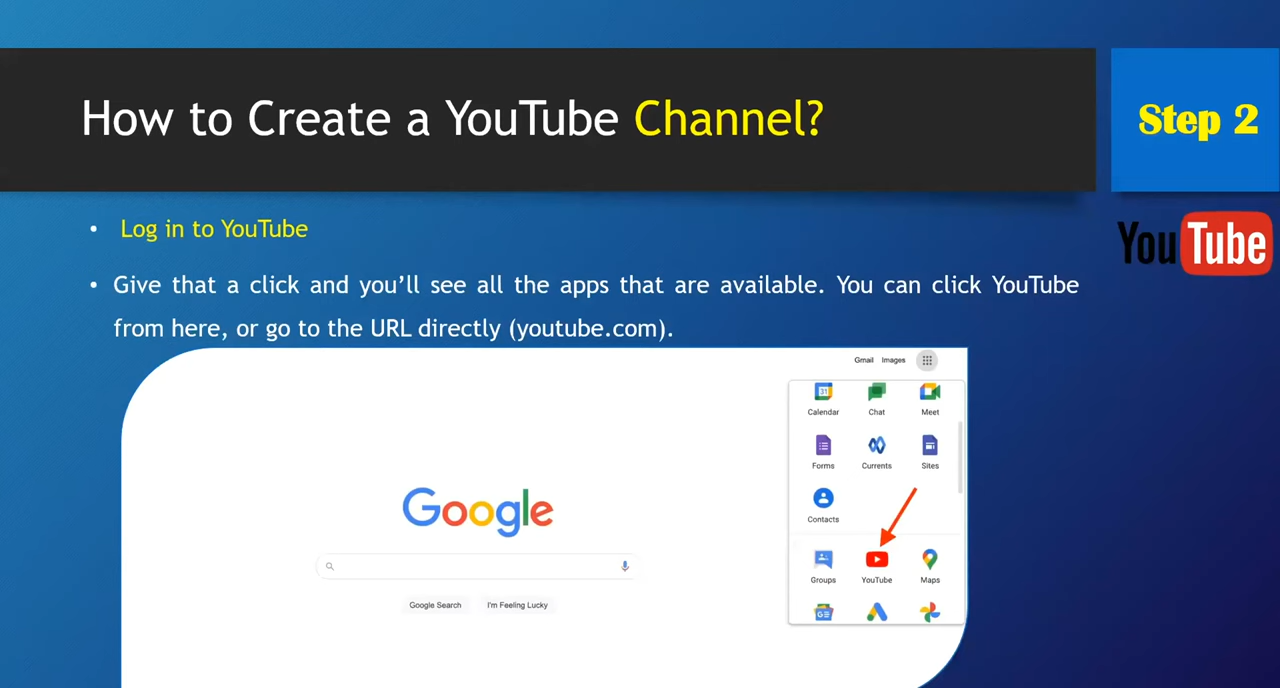 How to Create a YouTube Channel?
Step 2
• Log in to YouTube
YouTube
• Give that a click and you’ll see all the apps that are available. You can click YouTube
from here, or go to the URL directly (youtube.com).
Gmail Images
31
Calendar Chat Meet
Forms Currents Sites
Contacts
Google
Groups YouTube Maps
Google Search I'm Feeling Lucky
GE